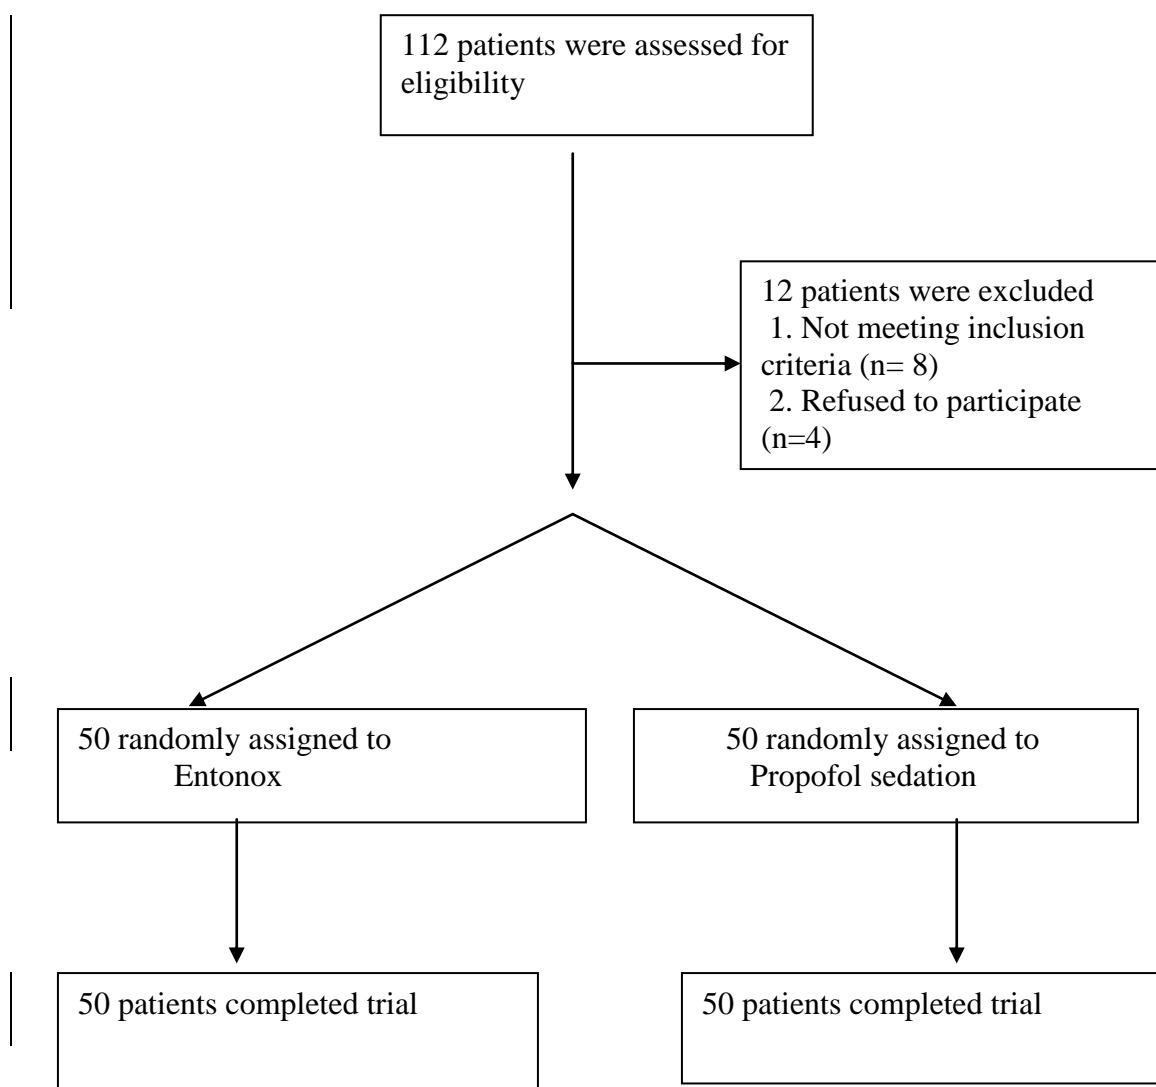 112 patients were assessed for
eligibility
12 patients were excluded
1. Not meeting inclusion
criteria (n= 8)
2. Refused to participate
(n=4)
50 randomly assigned to
Entonox
50 randomly assigned to
Propofol sedation
50 patients completed trial
50 patients completed trial